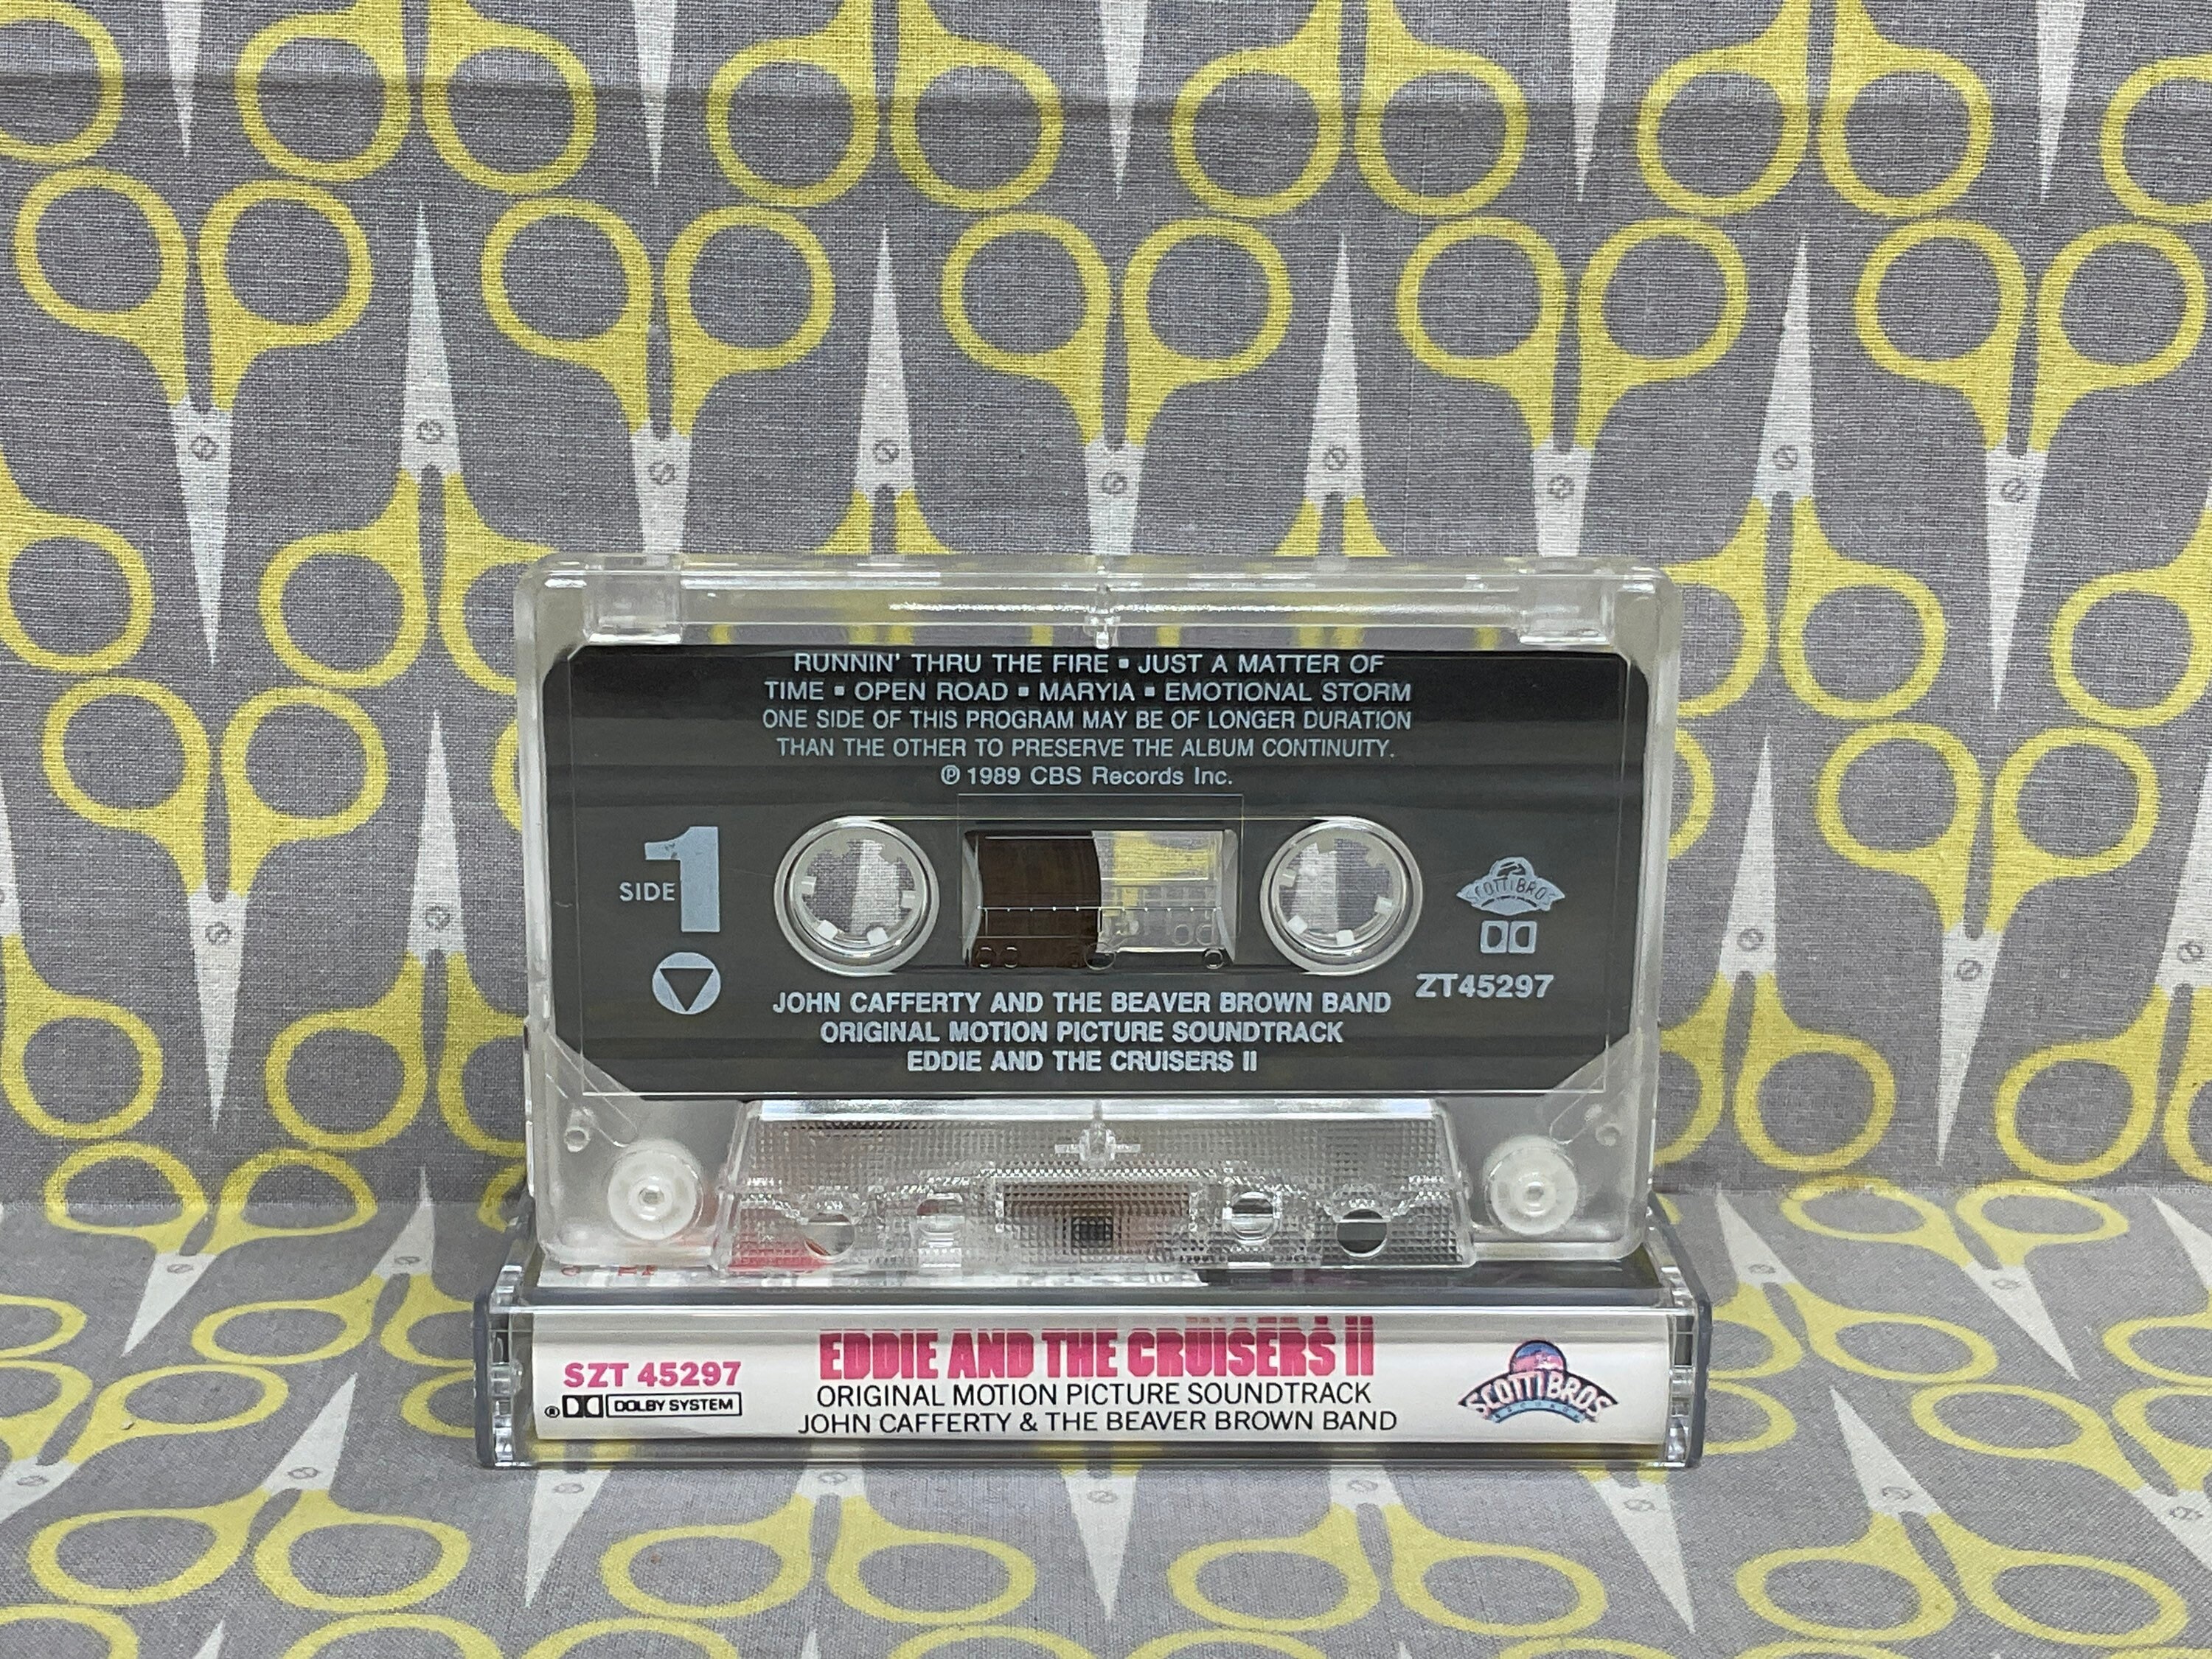 RUNNIN' THRU THE FIRE ▪ JUST A MATTER OF
TIME ▪ OPEN ROAD ▪ MARYIA ▪ EMOTIONAL STORM
ONE SIDE OF THIS PROGRAM MAY BE OF LONGER DURATION
THAN THE OTHER TO PRESERVE THE ALBUM CONTINUITY.
℗ 1989 CBS Records Inc.
SIDE 1
SCOTTI BROS
ZT45297
JOHN CAFFERTY AND THE BEAVER BROWN BAND
ORIGINAL MOTION PICTURE SOUNDTRACK
EDDIE AND THE CRUISERS II
SZT 45297
® DOLBY SYSTEM
EDDIE AND THE CRUISERS II
ORIGINAL MOTION PICTURE SOUNDTRACK
JOHN CAFFERTY & THE BEAVER BROWN BAND
SCOTTI BROS
RECORDS